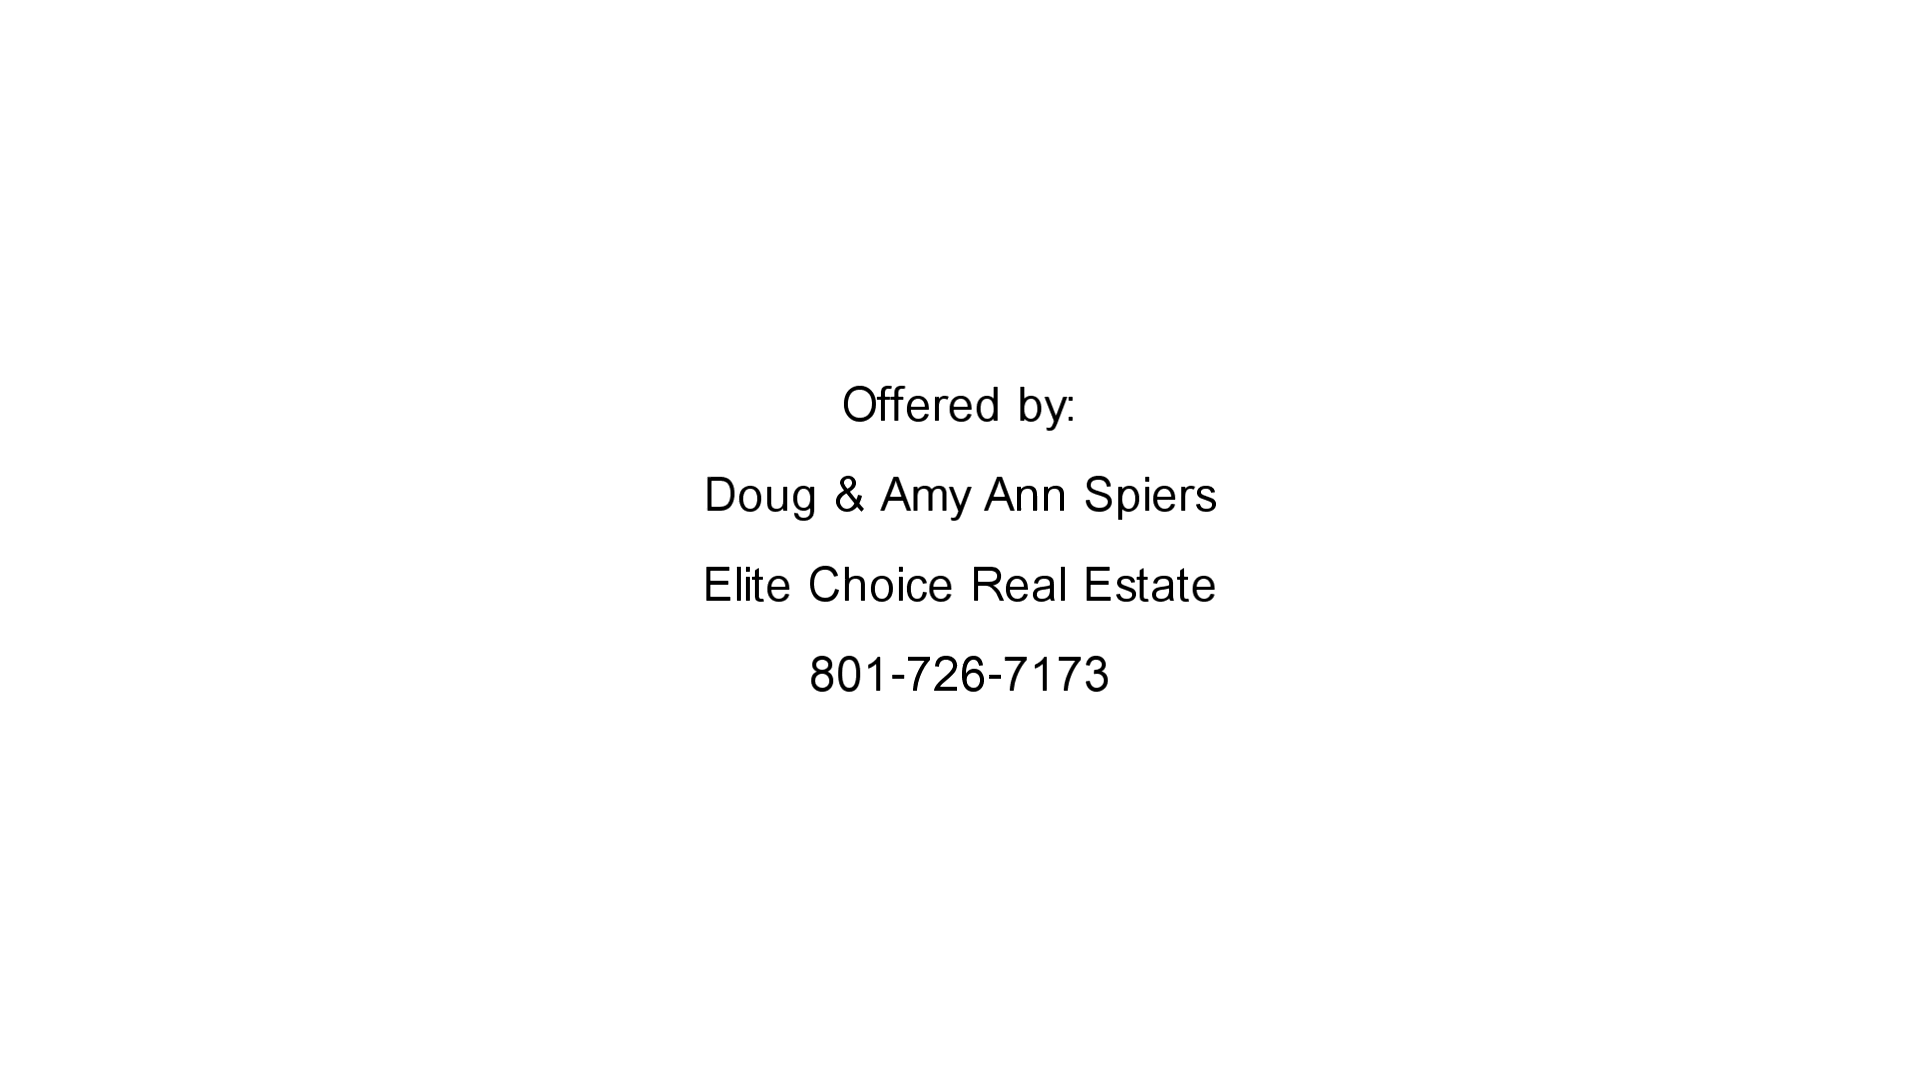 Offered by:
Doug & Amy Ann Spiers
Elite Choice Real Estate
801-726-7173